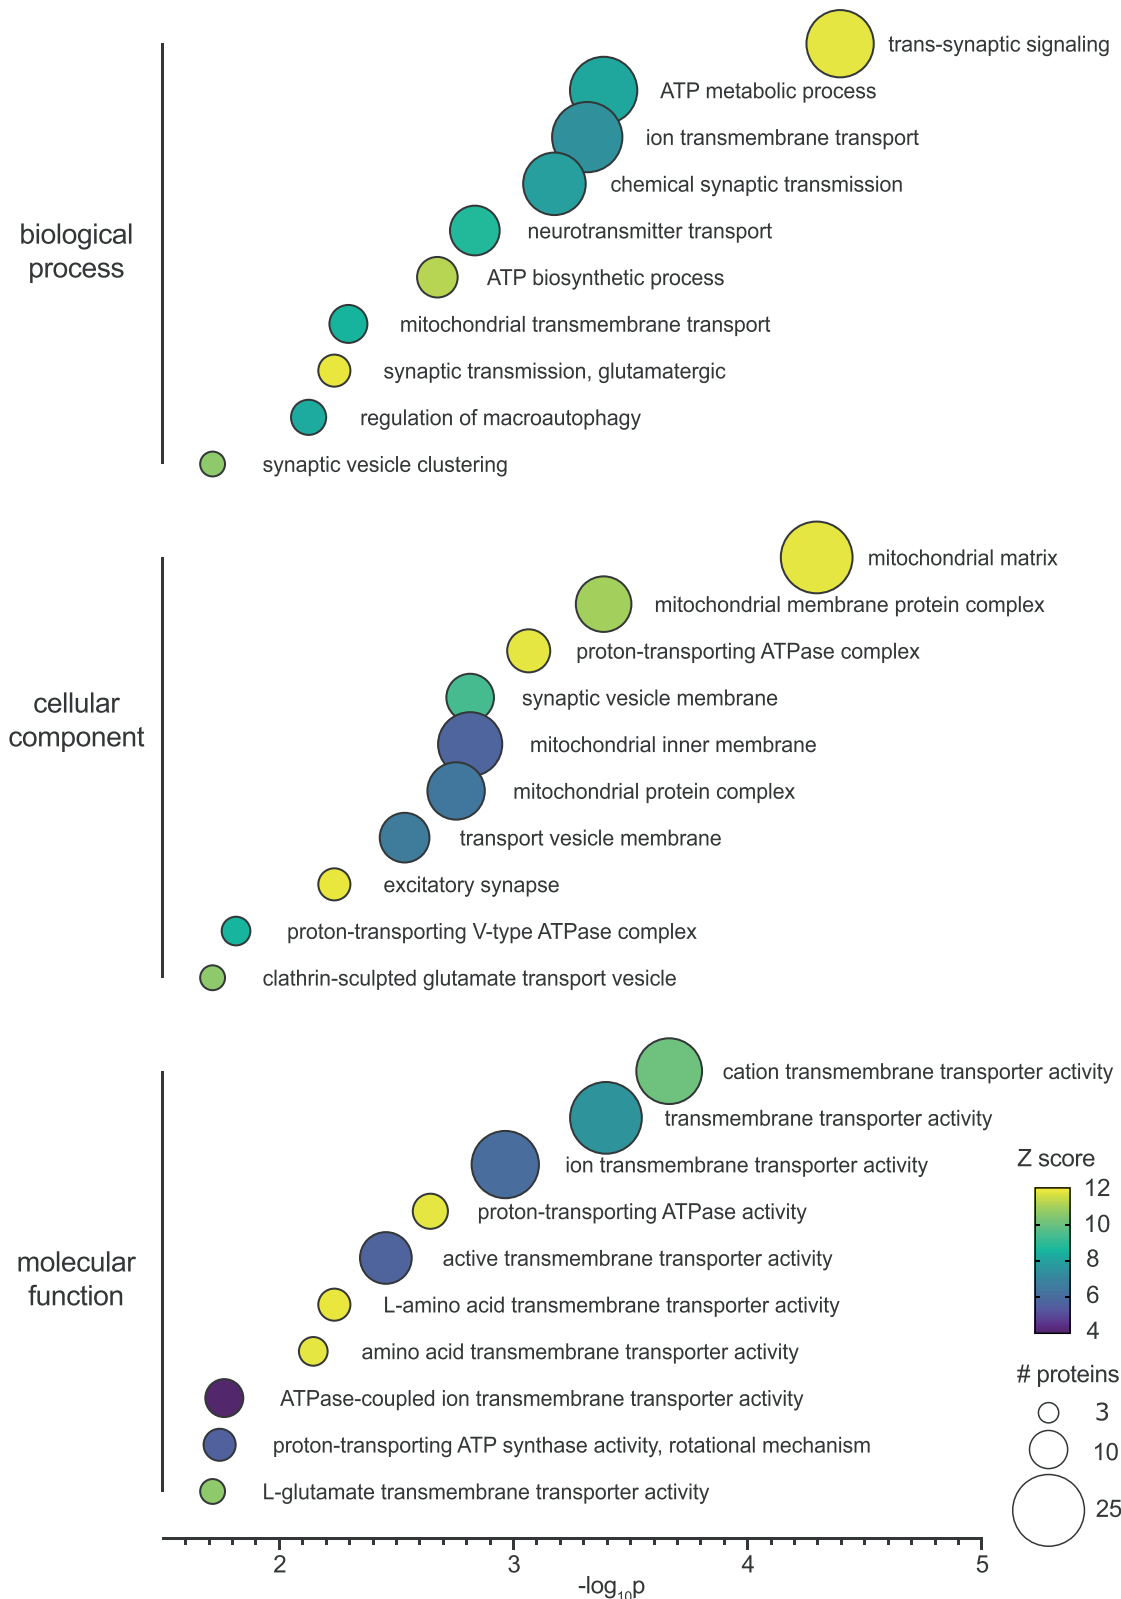 trans-synaptic signaling
ATP metabolic process
ion transmembrane transport
chemical synaptic transmission
neurotransmitter transport
biological
process
ATP biosynthetic process
mitochondrial transmembrane transport
synaptic transmission, glutamatergic
regulation of macroautophagy
synaptic vesicle clustering
mitochondrial matrix
mitochondrial membrane protein complex
proton-transporting ATPase complex
synaptic vesicle membrane
cellular
component
mitochondrial inner membrane
mitochondrial protein complex
transport vesicle membrane
excitatory synapse
proton-transporting V-type ATPase complex
clathrin-sculpted glutamate transport vesicle
cation transmembrane transporter activity
transmembrane transporter activity
ion transmembrane transporter activity
proton-transporting ATPase activity
active transmembrane transporter activity
molecular
function
L-amino acid transmembrane transporter activity
amino acid transmembrane transporter activity
ATPase-coupled ion transmembrane transporter activity
proton-transporting ATP synthase activity, rotational mechanism
L-glutamate transmembrane transporter activity
Z score
12
10
8
6
4
# proteins
3
10
25
2 3 4 5
-log10p